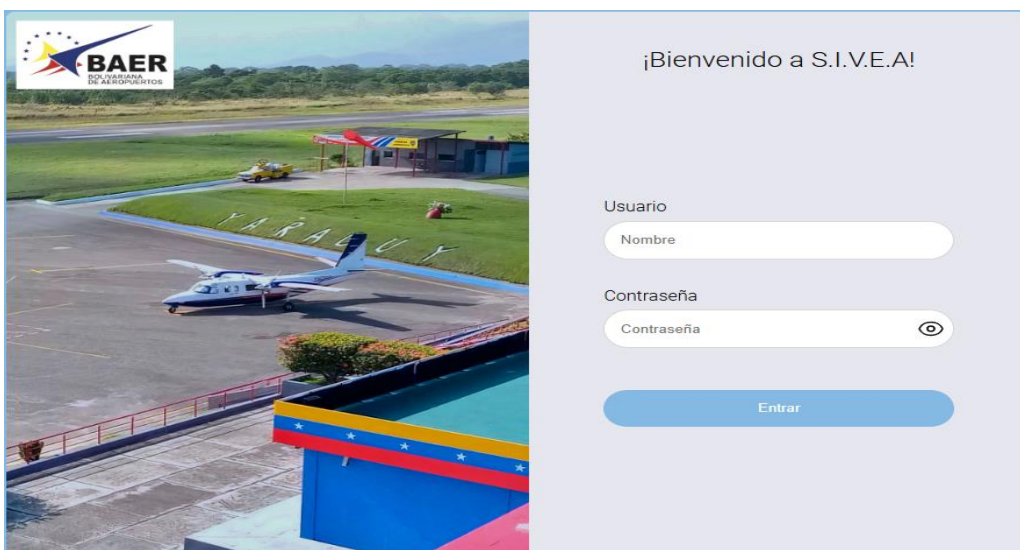 BAER
BOLIVARIANA
DE AEROPUERTOS
YARACUY
¡Bienvenido a S.I.V.E.A!
Usuario
Nombre
Contraseña
Contraseña
Entrar